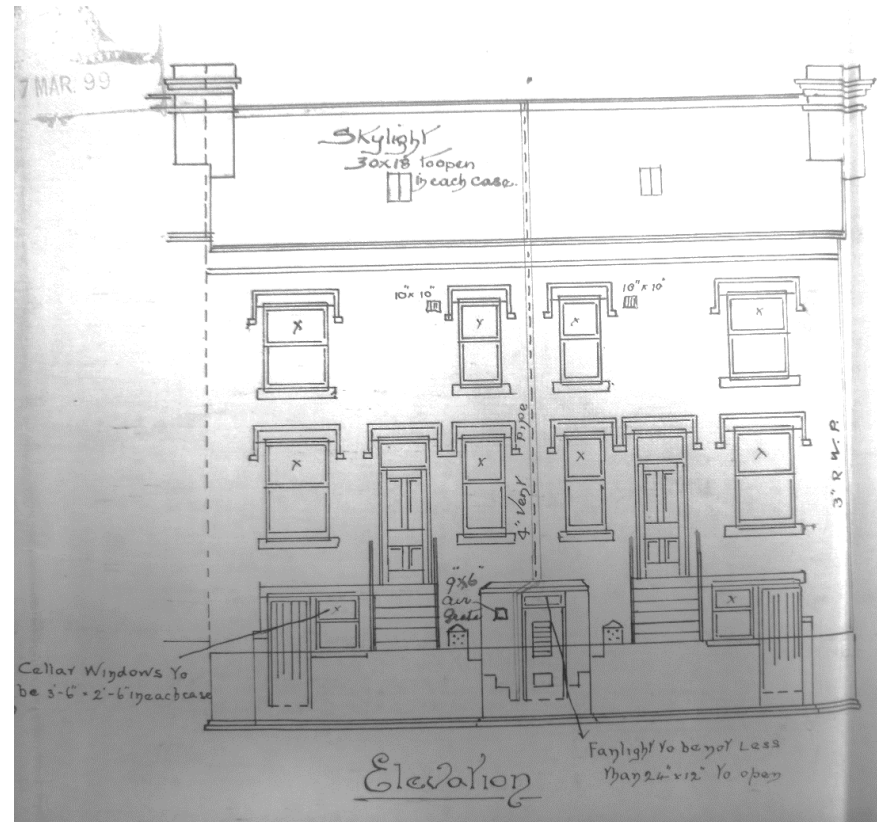 7 MAR. 99
Skylight
30x18 to open
in each case.
10" x 10"
10" x 10"
x
x
x
x
4" Vent Pipe
3" R.W.P.
x
x
x
x
9"x6"
air
grate
x
x
Cellar Windows to
be 3'-6" x 2'-6" in each case
Fanlight to be not Less
than 24" x 12" to open
Elevation